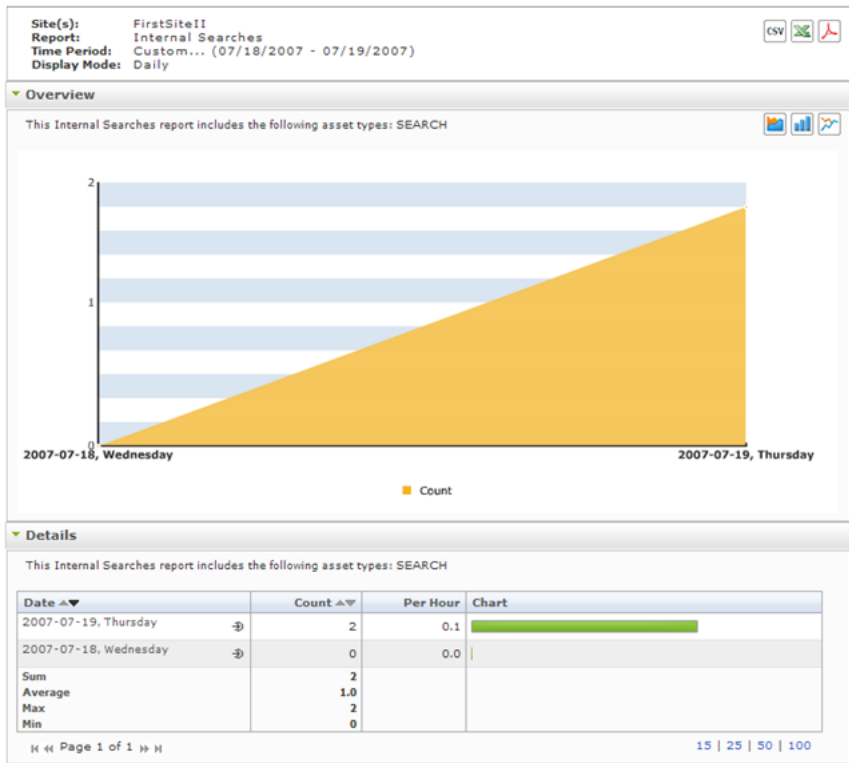 Site(s): FirstSiteII
Report: Internal Searches
Time Period: Custom... (07/18/2007 - 07/19/2007)
Display Mode: Daily
CSV
Overview
This Internal Searches report includes the following asset types: SEARCH
2
1
0
2007-07-18, Wednesday 2007-07-19, Thursday
Count
Details
This Internal Searches report includes the following asset types: SEARCH
Date Count Per Hour Chart
2007-07-19, Thursday 2 0.1
2007-07-18, Wednesday 0 0.0
Sum 2
Average 1.0
Max 2
Min 0
Page 1 of 1 15 | 25 | 50 | 100